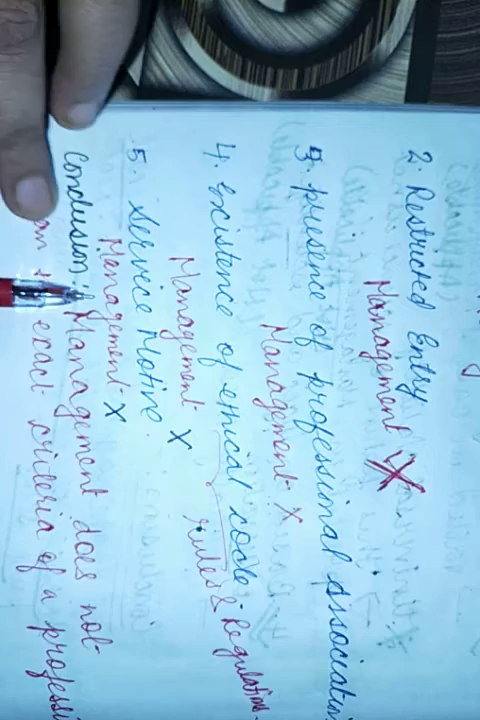 2. Restricted Entry
Management X
3. presence of professional Association
Management X
4. Existence of ethical code
Management X rules & Regulations
5. Service Motive
Management X
Conclusion, Management does not
exact criteria of a professi